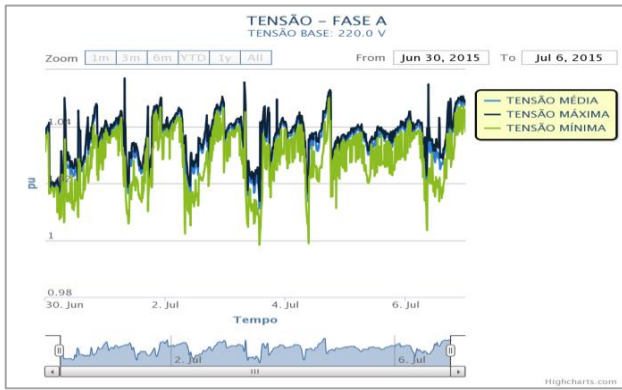 TENSÃO – FASE A
TENSÃO BASE: 220.0 V
Zoom 1m 3m 6m YTD 1y All From Jun 30, 2015 To Jul 6, 2015
TENSÃO MÉDIA
TENSÃO MÁXIMA
TENSÃO MÍNIMA
1.04
pu
1
0.98
30. Jun 2. Jul 4. Jul 6. Jul
Tempo
2. Jul 6. Jul
Highcharts.com